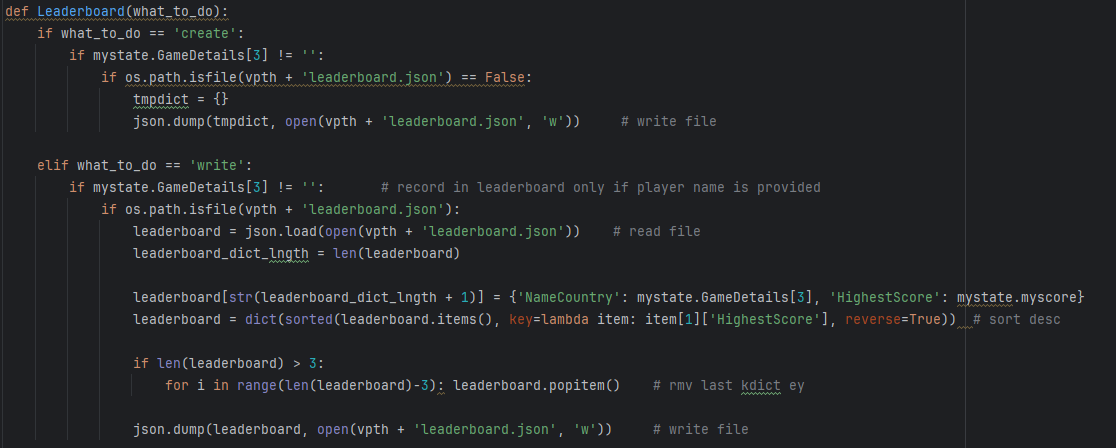 def Leaderboard(what_to_do):
    if what_to_do == 'create':
        if mystate.GameDetails[3] != '':
            if os.path.isfile(vpth + 'leaderboard.json') == False:
                tmpdict = {}
                json.dump(tmpdict, open(vpth + 'leaderboard.json', 'w'))     # write file
    elif what_to_do == 'write':
        if mystate.GameDetails[3] != '':       # record in leaderboard only if player name is provided
            if os.path.isfile(vpth + 'leaderboard.json'):
                leaderboard = json.load(open(vpth + 'leaderboard.json'))    # read file
                leaderboard_dict_lngth = len(leaderboard)
                leaderboard[str(leaderboard_dict_lngth + 1)] = {'NameCountry': mystate.GameDetails[3], 'HighestScore': mystate.myscore}
                leaderboard = dict(sorted(leaderboard.items(), key=lambda item: item[1]['HighestScore'], reverse=True))  # sort desc
                if len(leaderboard) > 3:
                    for i in range(len(leaderboard)-3): leaderboard.popitem()    # rmv last kdict ey
                json.dump(leaderboard, open(vpth + 'leaderboard.json', 'w'))     # write file